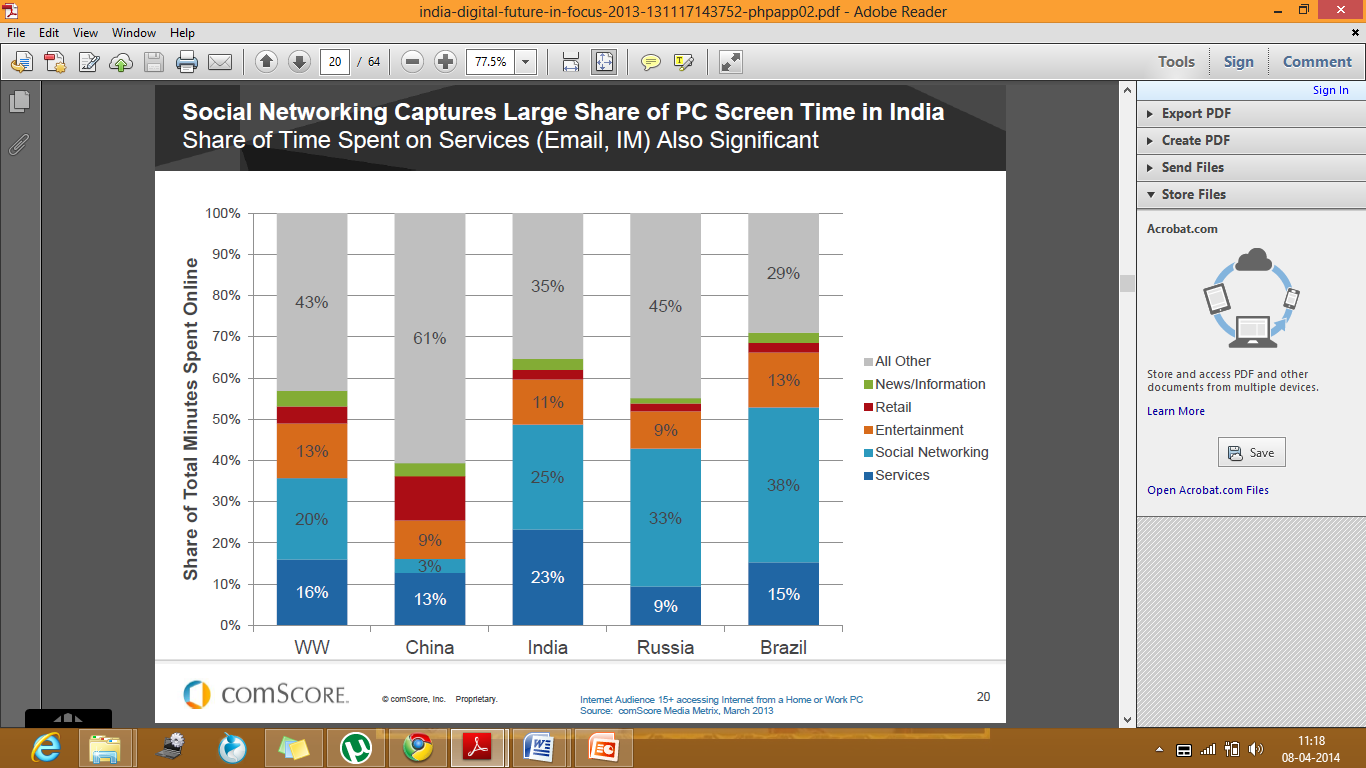 india-digital-future-in-focus-2013-131117143752-phpapp02.pdf - Adobe Reader
File Edit View Window Help
20 / 64 77.5% Tools Sign Comment
Sign In
Export PDF
Create PDF
Send Files
Store Files
Acrobat.com
Store and access PDF and other
documents from multiple devices.
Learn More
Save
Open Acrobat.com Files
Social Networking Captures Large Share of PC Screen Time in India
Share of Time Spent on Services (Email, IM) Also Significant
Share of Total Minutes Spent Online
100%
90%
80%
70%
60%
50%
40%
30%
20%
10%
0%
43%
13%
20%
16%
61%
9%
3%
13%
35%
11%
25%
23%
45%
9%
33%
9%
29%
13%
38%
15%
WW China India Russia Brazil
All Other
News/Information
Retail
Entertainment
Social Networking
Services
comScore.
© comScore, Inc. Proprietary.
Internet Audience 15+ accessing Internet from a Home or Work PC
Source: comScore Media Metrix, March 2013
20
11:18
08-04-2014